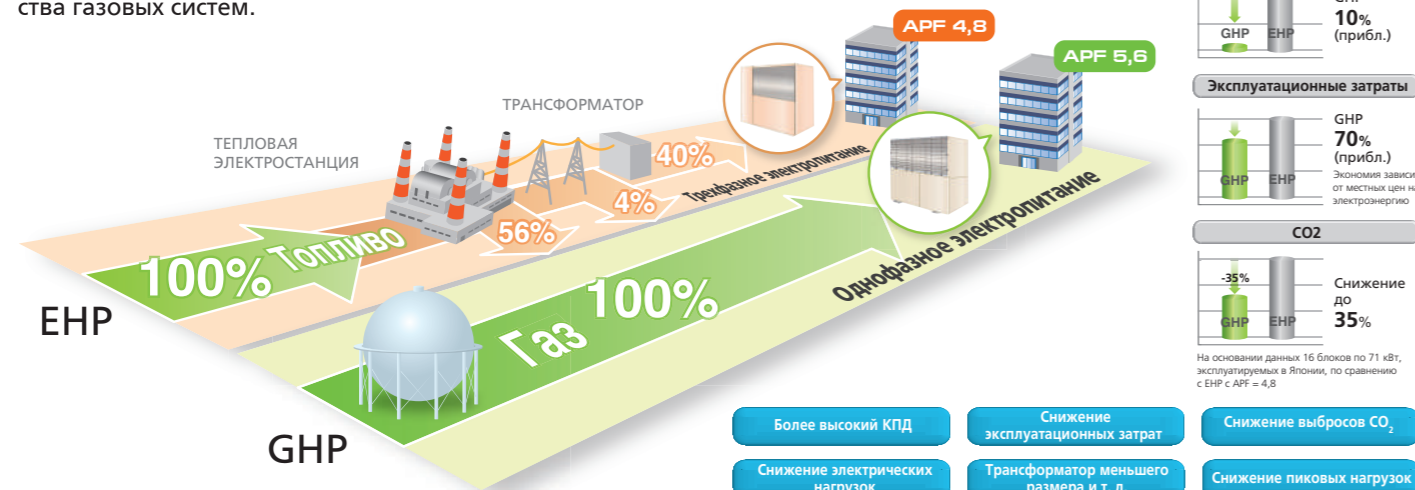 ства газовых систем.
APF 4,8
APF 5,6
ТРАНСФОРМАТОР
ТЕПЛОВАЯ
ЭЛЕКТРОСТАНЦИЯ
40%
4%
56%
Трехфазное электропитание
100% Топливо
EHP
Однофазное электропитание
Газ 100%
GHP
10%
(прибл.)
GHP
EHP
Эксплуатационные затраты
GHP
70%
(прибл.)
Экономия зависи
от местных цен на
электроэнергию
GHP
EHP
CO2
-35%
Снижение
до
35%
GHP
EHP
На основании данных 16 блоков по 71 кВт,
эксплуатируемых в Японии, по сравнению
с EHP с APF = 4,8
Более высокий КПД
Снижение
эксплуатационных затрат
Снижение выбросов CO2
Снижение электрических
нагрузок
Трансформатор меньшего
размера и т. д.
Снижение пиковых нагрузок